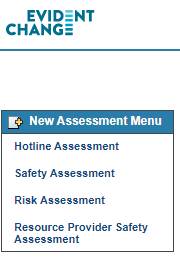 EVIDENT
CHANGE
New Assessment Menu
Hotline Assessment
Safety Assessment
Risk Assessment
Resource Provider Safety
Assessment